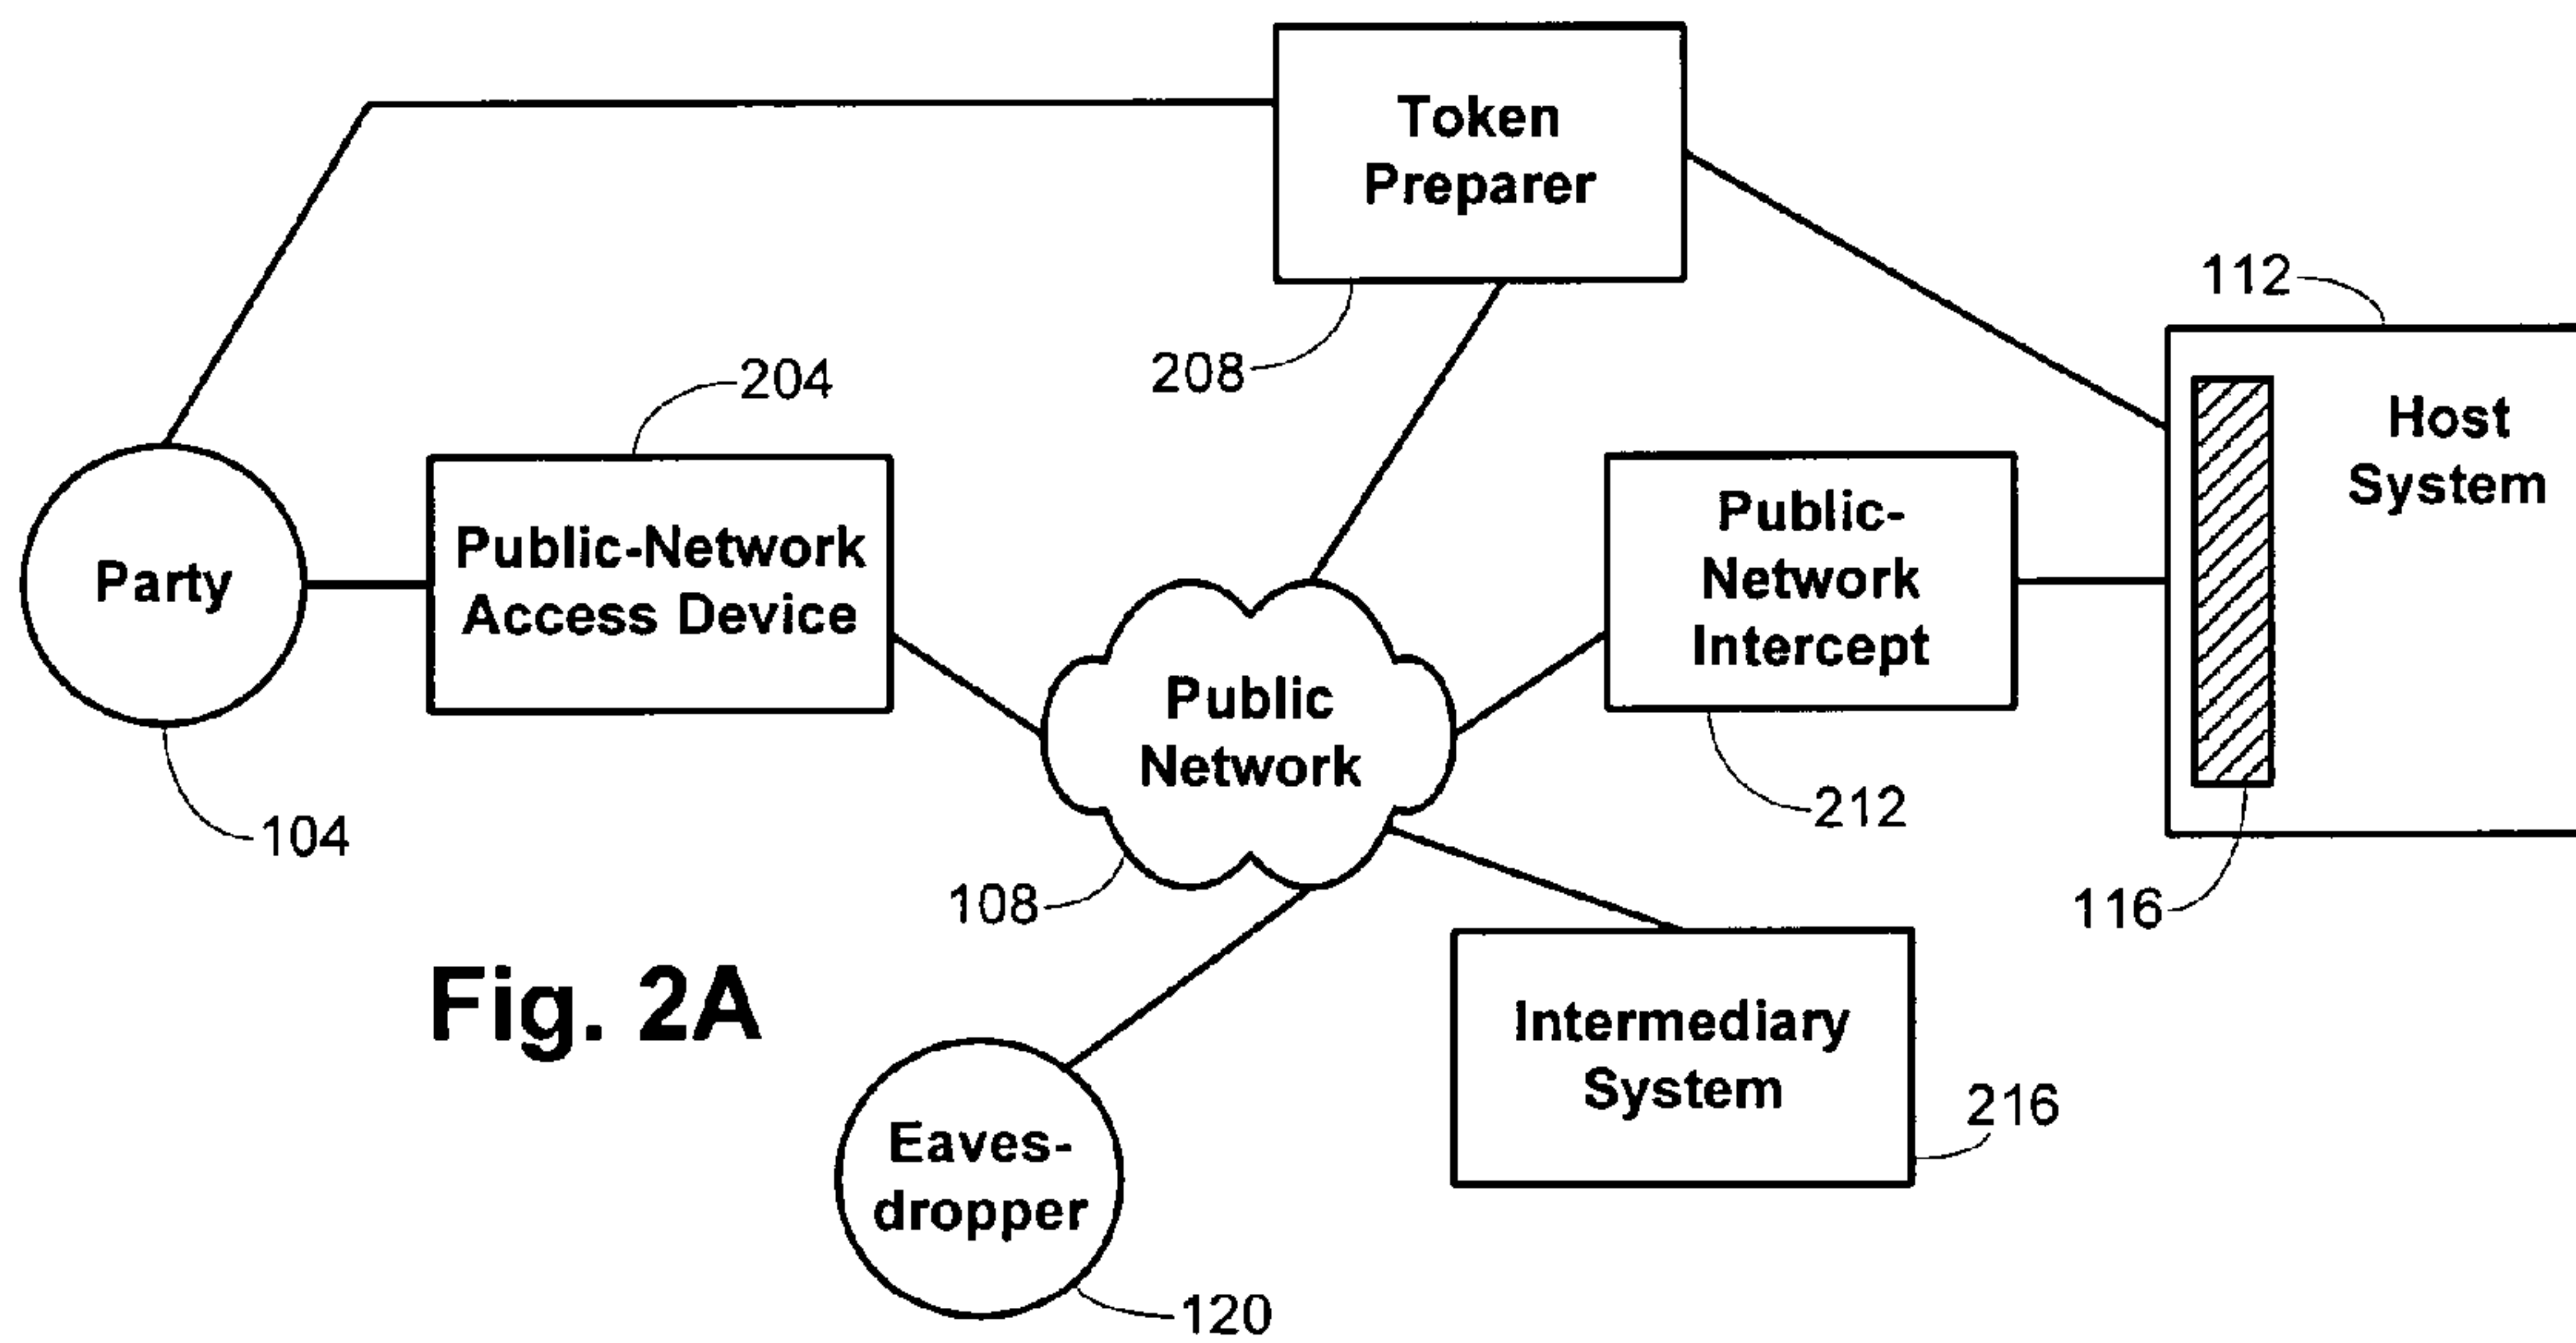 Token
Preparer
112
208
204
Host
System
Public-
Network
Intercept
Public-Network
Access Device
Party
Public
Network
212
104
108
116
Fig. 2A
Intermediary
System
216
Eaves-
dropper
120